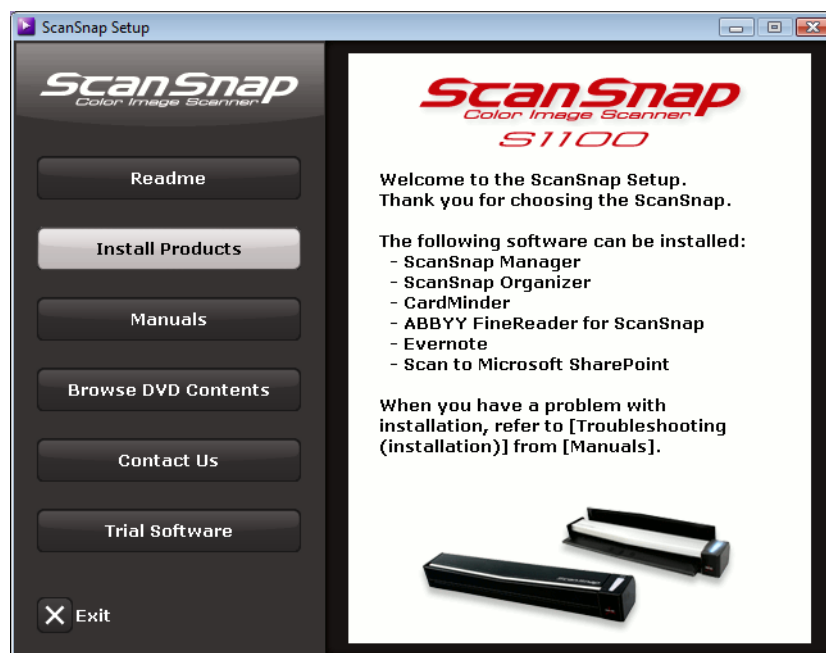 ScanSnap Setup
ScanSnap
Color Image Scanner
Readme
Install Products
Manuals
Browse DVD Contents
Contact Us
Trial Software
Exit
ScanSnap
Color Image Scanner
S1100
Welcome to the ScanSnap Setup.
Thank you for choosing the ScanSnap.
The following software can be installed:
- ScanSnap Manager
- ScanSnap Organizer
- CardMinder
- ABBYY FineReader for ScanSnap
- Evernote
- Scan to Microsoft SharePoint
When you have a problem with
installation, refer to [Troubleshooting
(installation)] from [Manuals].
ScanSnap